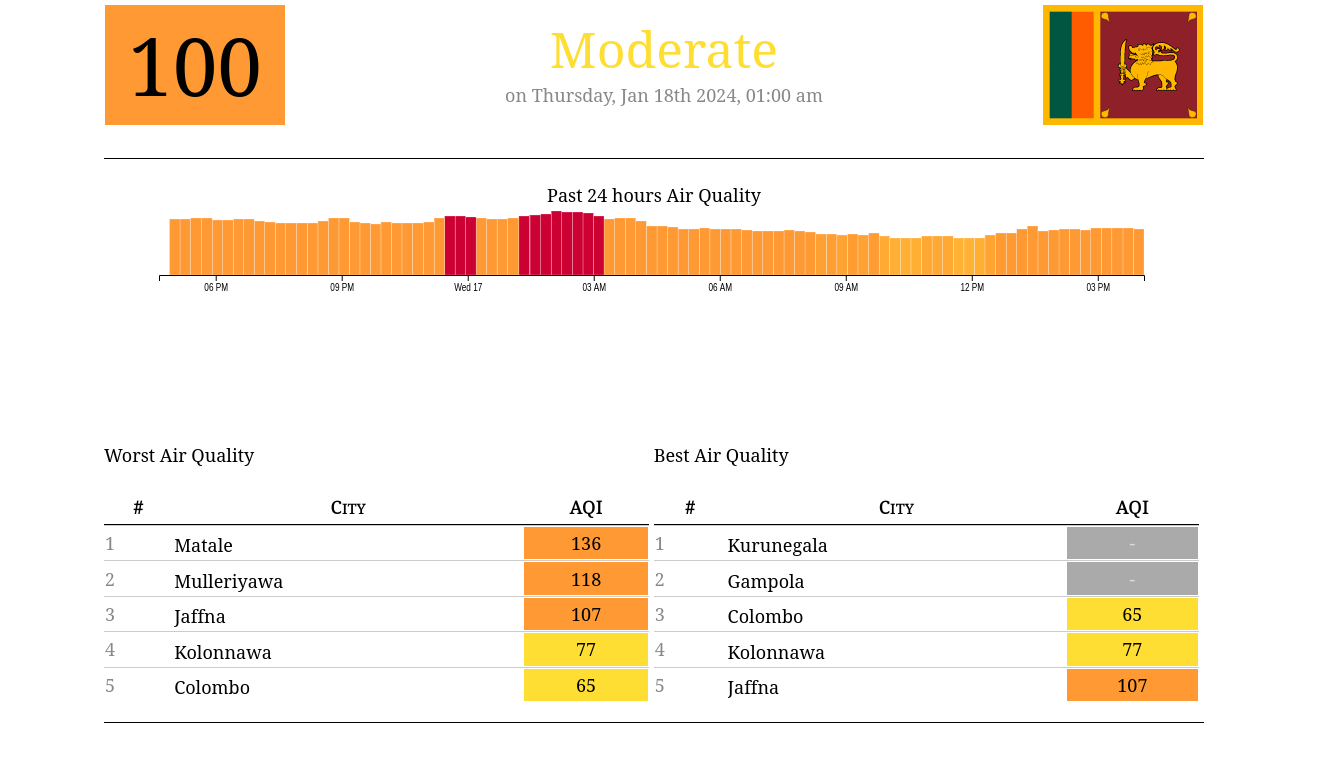 100
Moderate
on Thursday, Jan 18th 2024, 01:00 am
Past 24 hours Air Quality
06 PM 09 PM Wed 17 03 AM 06 AM 09 AM 12 PM 03 PM
Worst Air Quality
# City AQI
1 Matale 136
2 Mulleriyawa 118
3 Jaffna 107
4 Kolonnawa 77
5 Colombo 65
Best Air Quality
# City AQI
1 Kurunegala -
2 Gampola -
3 Colombo 65
4 Kolonnawa 77
5 Jaffna 107